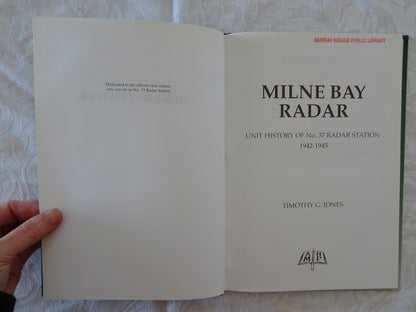 Dedicated to the officers and airmen
who served on No. 37 Radar Station
MURRAY BRIDGE PUBLIC LIBRARY
MILNE BAY
RADAR
UNIT HISTORY OF No. 37 RADAR STATION
1942-1945
TIMOTHY G. JONES